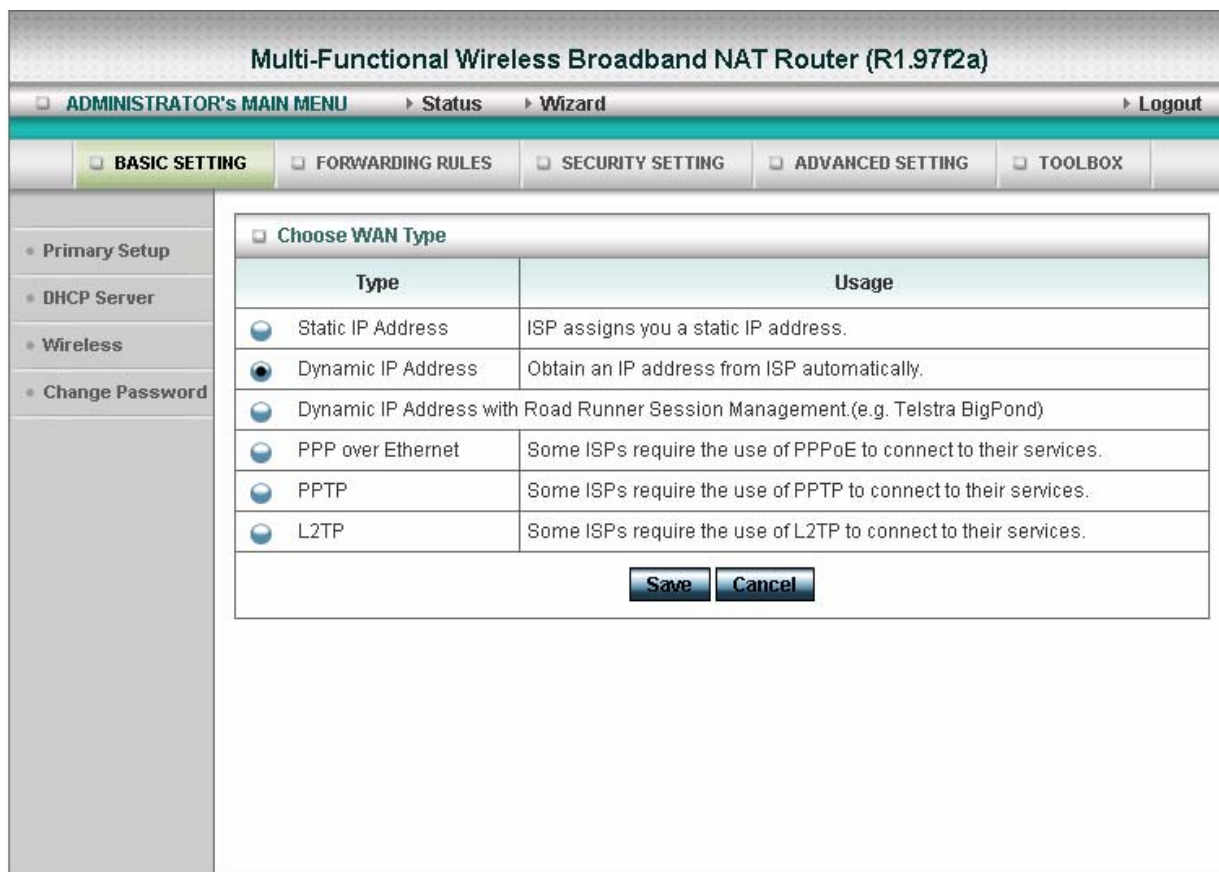 Multi-Functional Wireless Broadband NAT Router (R1.97f2a)
ADMINISTRATOR's MAIN MENU Status Wizard Logout
BASIC SETTING FORWARDING RULES SECURITY SETTING ADVANCED SETTING TOOLBOX
Primary Setup
DHCP Server
Wireless
Change Password
Choose WAN Type
Type Usage
Static IP Address ISP assigns you a static IP address.
Dynamic IP Address Obtain an IP address from ISP automatically.
Dynamic IP Address with Road Runner Session Management.(e.g. Telstra BigPond)
PPP over Ethernet Some ISPs require the use of PPPoE to connect to their services.
PPTP Some ISPs require the use of PPTP to connect to their services.
L2TP Some ISPs require the use of L2TP to connect to their services.
Save Cancel